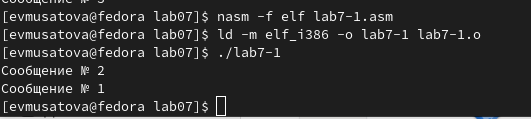 [evmusatova@fedora lab07]$ nasm -f elf lab7-1.asm
[evmusatova@fedora lab07]$ ld -m elf_i386 -o lab7-1 lab7-1.o
[evmusatova@fedora lab07]$ ./lab7-1
Сообщение № 2
Сообщение № 1
[evmusatova@fedora lab07]$